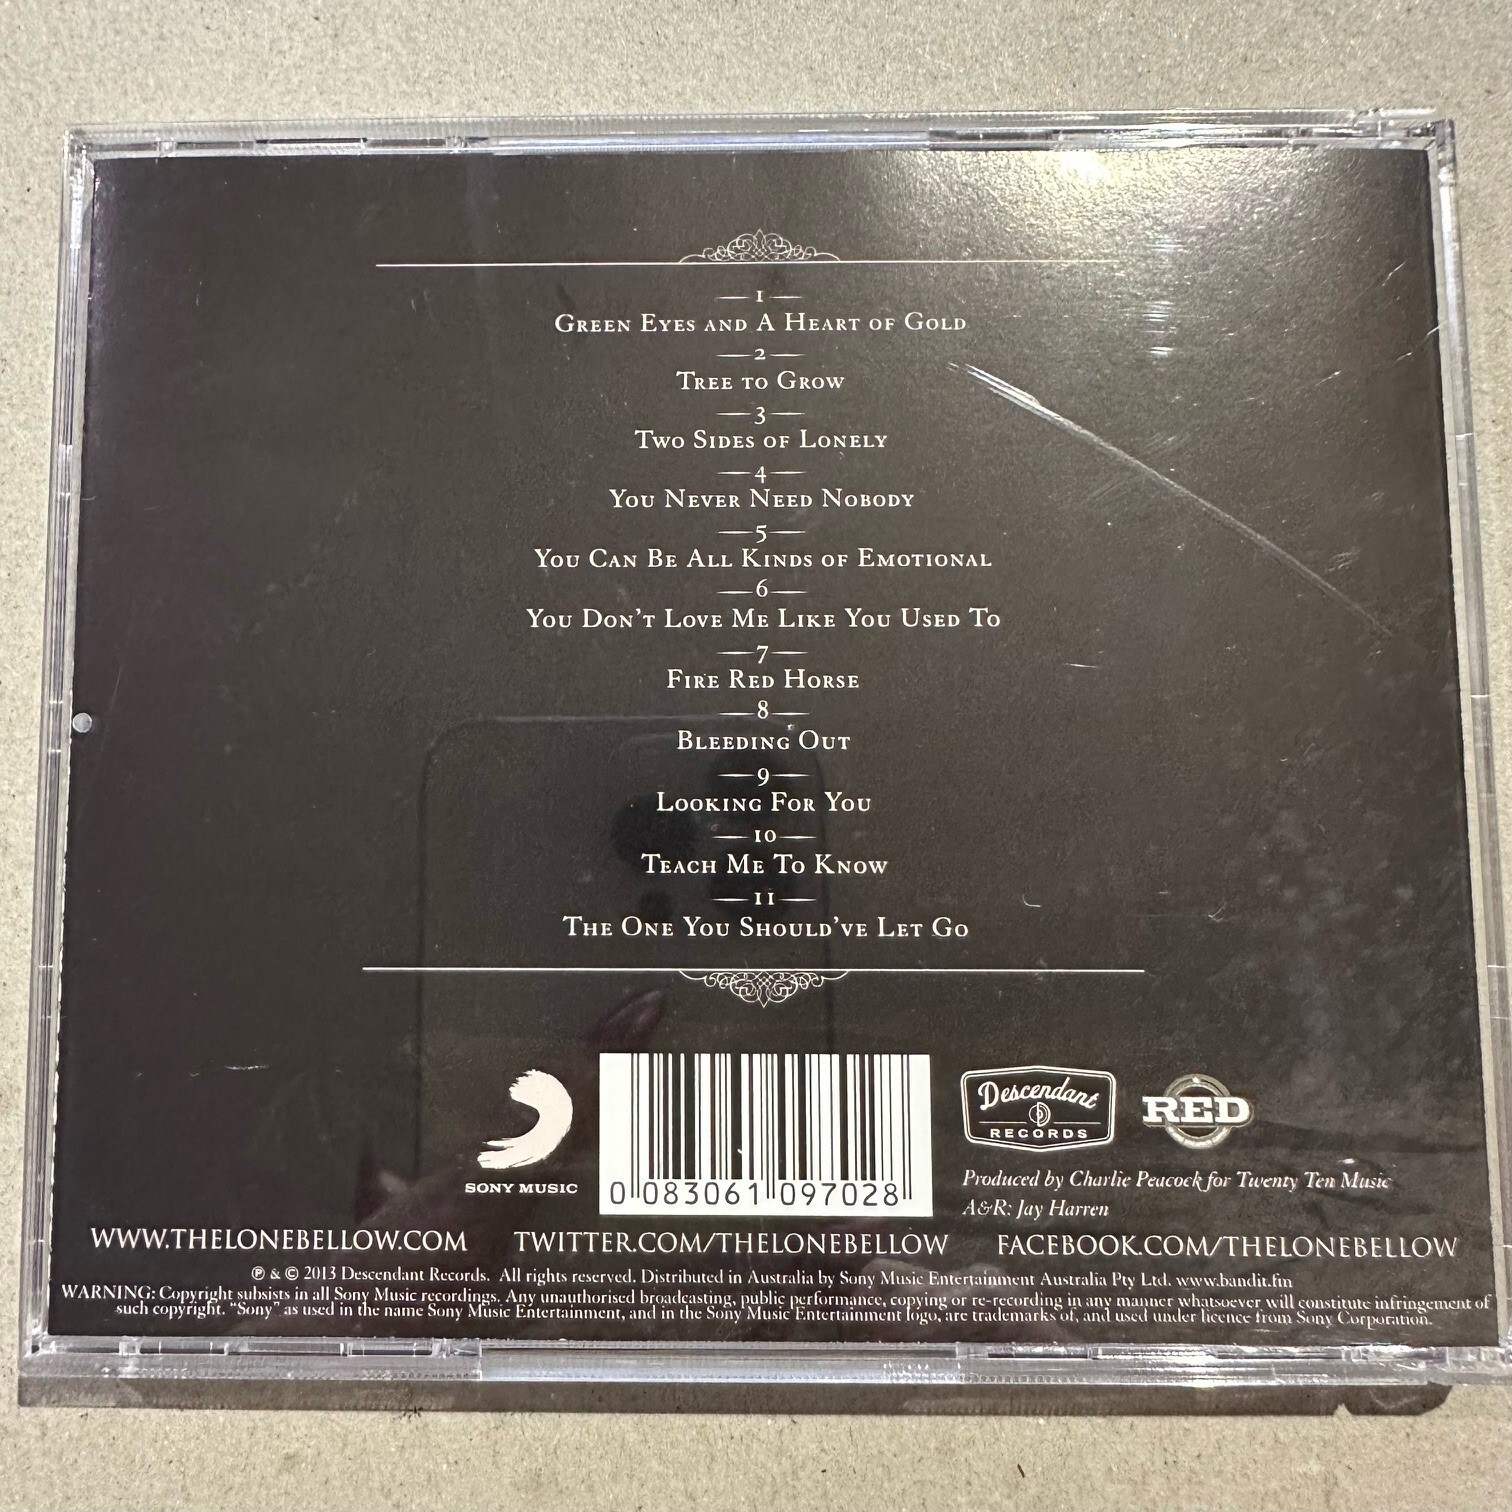 1
Green Eyes and A Heart of Gold
2
Tree to Grow
3
Two Sides of Lonely
4
You Never Need Nobody
5
You Can Be All Kinds of Emotional
6
You Don't Love Me Like You Used To
7
Fire Red Horse
8
Bleeding Out
9
Looking For You
10
Teach Me To Know
11
The One You Should've Let Go
SONY MUSIC
0 083061 097028
Descendant
RECORDS
RED
Produced by Charlie Peacock for Twenty Ten Music
A&R: Jay Harren
WWW.THELONEBELLOW.COM TWITTER.COM/THELONEBELLOW FACEBOOK.COM/THELONEBELLOW
℗ & © 2013 Descendant Records. All rights reserved. Distributed in Australia by Sony Music Entertainment Australia Pty Ltd. www.bandit.fm
WARNING: Copyright subsists in all Sony Music recordings. Any unauthorised broadcasting, public performance, copying or re-recording in any manner whatsoever will constitute infringement of
such copyright. "Sony" as used in the name Sony Music Entertainment, and in the Sony Music Entertainment logo, are trademarks of, and used under licence from Sony Corporation.